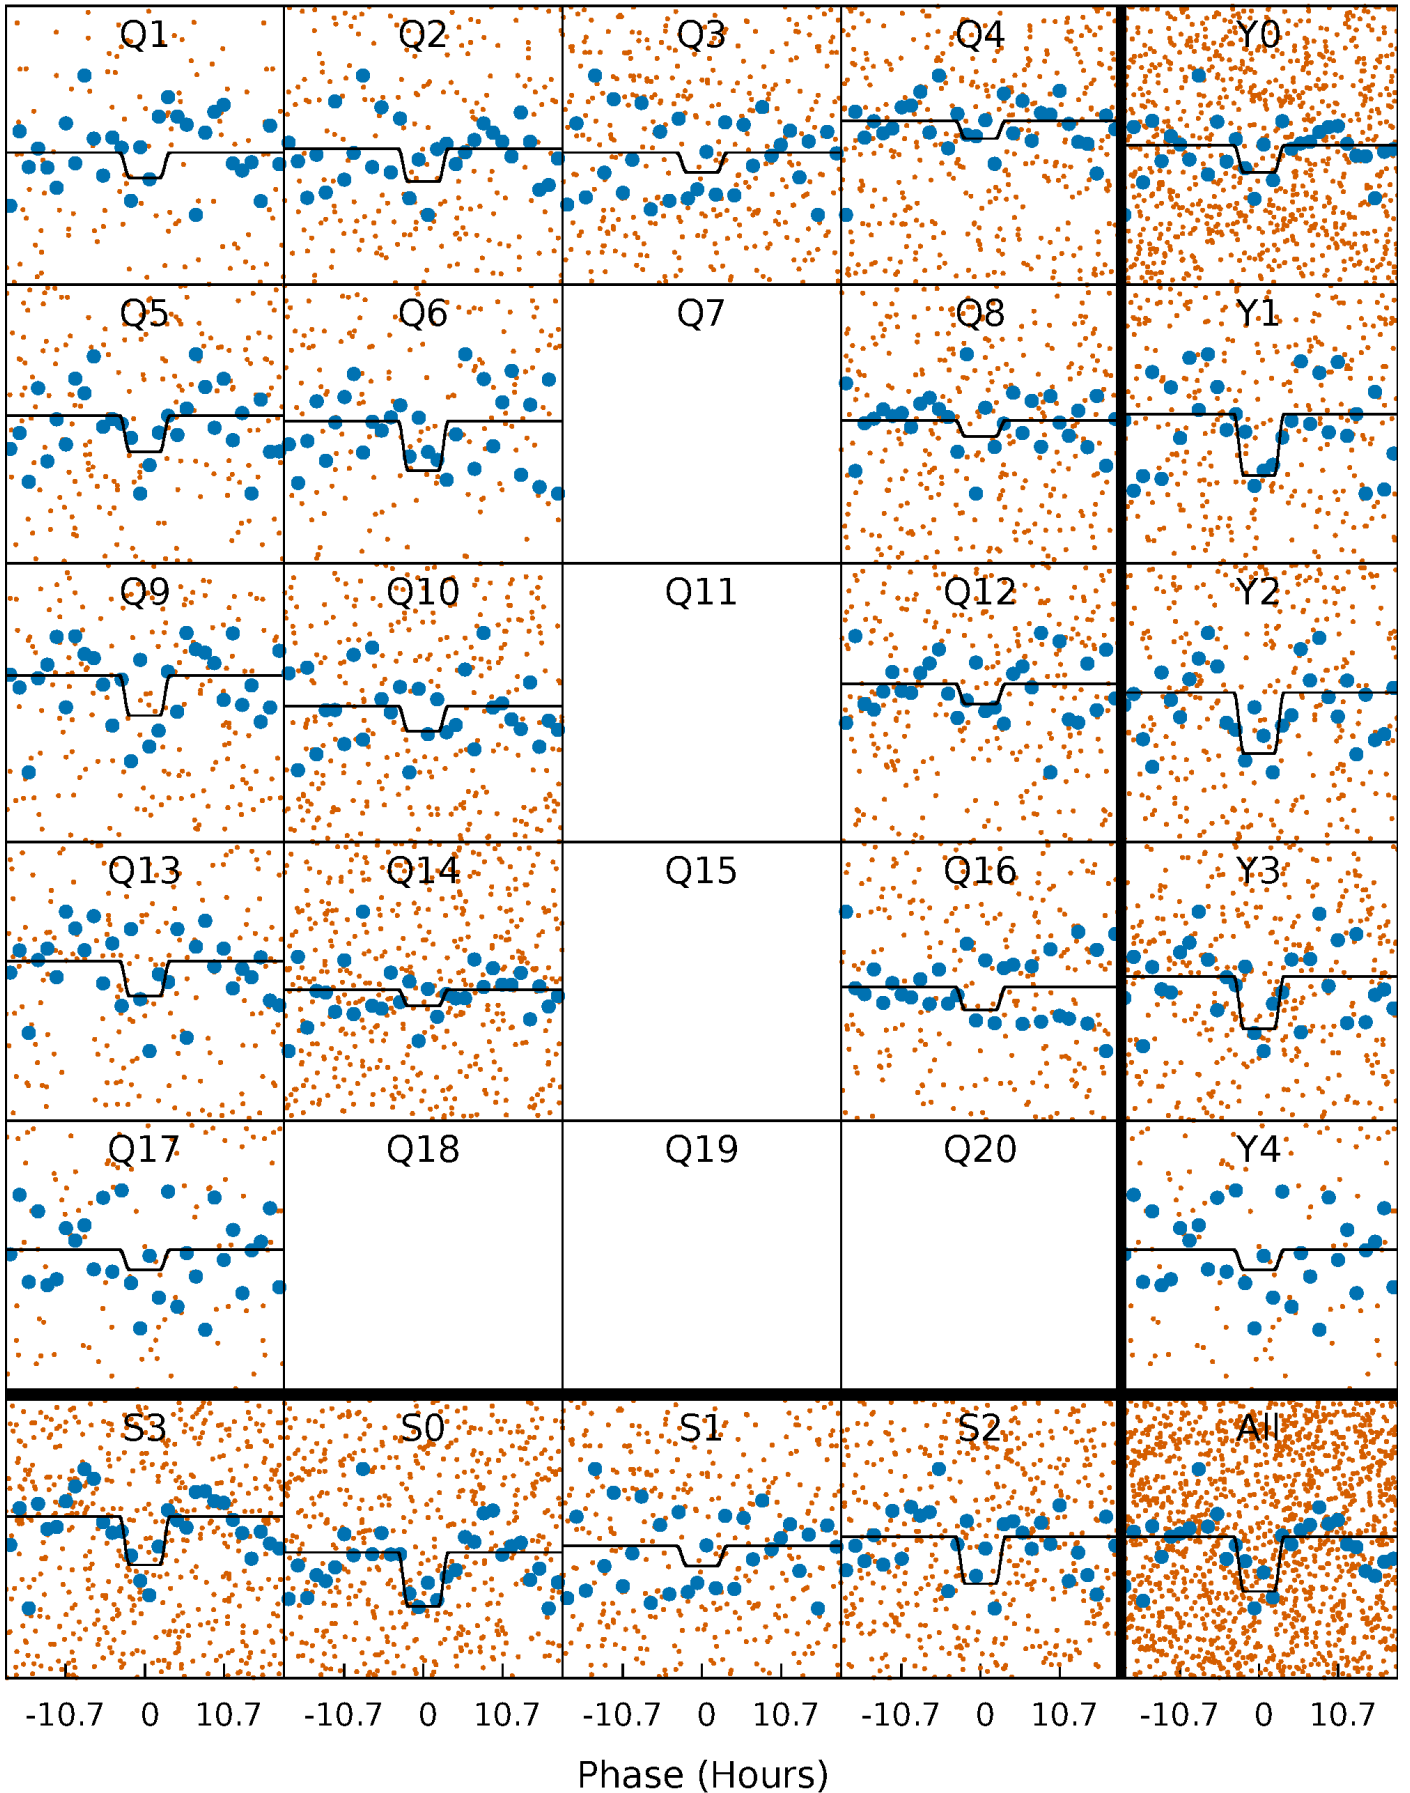 Q1 Q2 Q3 Q4 Y0
Q5 Q6 Q7 Q8 Y1
Q9 Q10 Q11 Q12 Y2
Q13 Q14 Q15 Q16 Y3
Q17 Q18 Q19 Q20 Y4
S3 S0 S1 S2 All
-10.7 0 10.7 -10.7 0 10.7 -10.7 0 10.7 -10.7 0 10.7 -10.7 0 10.7
Phase (Hours)